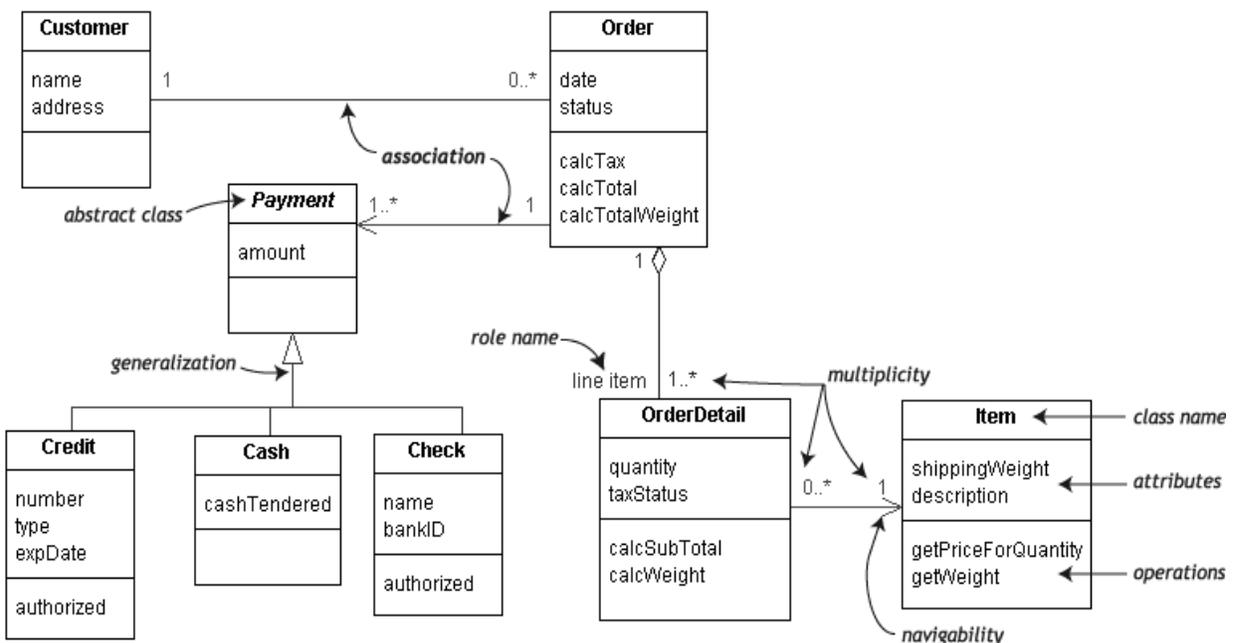 Customer
name
address
1
0..*
association
Order
date
status
calcTax
calcTotal
calcTotalWeight
abstract class
Payment
amount
1..*
1
1
generalization
role name
line item
1..*
multiplicity
Credit
number
type
expDate
authorized
Cash
cashTendered
Check
name
bankID
authorized
OrderDetail
quantity
taxStatus
calcSubTotal
calcWeight
0..*
1
Item
shippingWeight
description
getPriceForQuantity
getWeight
class name
attributes
operations
navigability